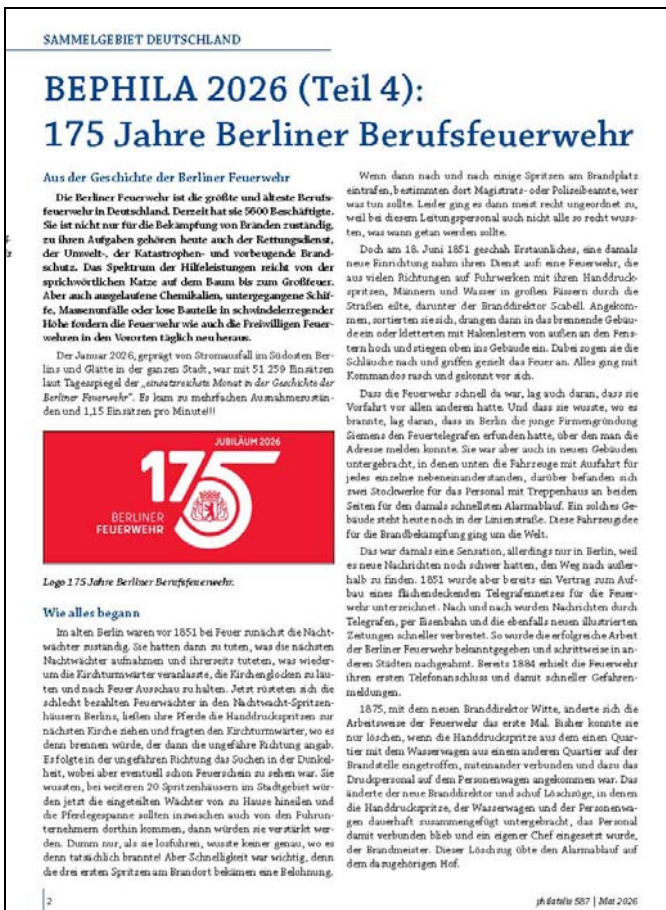 SAMMELGEBIET DEUTSCHLAND
BEPHILA 2026 (Teil 4):
175 Jahre Berliner Berufsfeuerwehr
Aus der Geschichte der Berliner Feuerwehr
Die Berliner Feuerwehr ist die größte und älteste Berufs-
feuerwehr in Deutschland. Derzeit hat sie 5600 Beschäftigte.
Sie ist nicht nur für die Bekämpfung von Bränden zuständig,
zu ihren Aufgaben gehören heute auch der Rettungsdienst,
der Umwelt-, der Katastrophen- und vorbeugende Brand-
schutz. Das Spektrum der Hilfeleistungen reicht von der
sprichwörtlichen Katze auf dem Baum bis zum Großfeuer.
Aber auch ausgelaufene Chemikalien, untergegangene Schif-
fe, Massenunfälle oder lose Bauteile in schwindelerregender
Höhe fordern die Feuerwehr wie auch die Freiwilligen Feuer-
wehren in den Vororten täglich neu heraus.
Der Januar 2026, geprägt von Stromausfall im Südosten Ber-
lins und Glätte in der ganzen Stadt, war mit 51 259 Einsätzen
laut Tagesspiegel der „einsatzreichste Monat in der Geschichte der
Berliner Feuerwehr“. Es kam zu mehrfachen Ausnahmezustän-
den und 1,15 Einsätzen pro Minute!!!
JUBILÄUM 2026
175
BERLINER
FEUERWEHR
Logo 175 Jahre Berliner Berufsfeuerwehr.
Wie alles begann
Im alten Berlin waren vor 1851 bei Feuer zunächst die Nacht-
wächter zuständig. Sie hatten dann zu tuten, was die nächsten
Nachtwächter aufnahmen und ihrerseits tuteten, was wieder-
um die Kirchturmwärter veranlasste, die Kirchenglocken zu läu-
ten und nach Feuer Ausschau zu halten. Jetzt rüsteten sich die
schlecht bezahlten Feuerwächter in den Nachtwacht-Spritzen-
häusern Berlins, ließen ihre Pferde die Handdruckspritzen zur
nächsten Kirche ziehen und fragten den Kirchturmwärter, wo es
denn brennen würde, der dann die ungefähre Richtung angab.
Es folgte in der ungefähren Richtung das Suchen in der Dunkel-
heit, wobei aber eventuell schon Feuerschein zu sehen war. Sie
wussten, bei weiteren 20 Spritzenhäusern im Stadtgebiet wür-
den jetzt die eingeteilten Wächter von zu Hause hineilen und
die Pferdegespanne sollten inzwischen auch von den Fuhrun-
ternehmern dorthin kommen, dann würden sie verstärkt wer-
den. Dumm nur, als sie losfuhren, wusste keiner genau, wo es
denn tatsächlich brannte! Aber Schnelligkeit war wichtig, denn
die drei ersten Spritzen am Brandort bekamen eine Belohnung.
Wenn dann nach und nach einige Spritzen am Brandplatz
eintrafen, bestimmten dort Magistrats- oder Polizeibeamte, wer
was tun sollte. Leider ging es dann meist recht ungeordnet zu,
weil bei diesem Leitungspersonal auch nicht alle so recht wuss-
ten, was wann getan werden sollte.
Doch am 18. Juni 1851 geschah Erstaunliches, eine damals
neue Einrichtung nahm ihren Dienst auf: eine Feuerwehr, die
aus vielen Richtungen auf Fuhrwerken mit ihren Handdruck-
spritzen, Männern und Wasser in großen Fässern durch die
Straßen eilte, darunter der Branddirektor Scabell. Angekom-
men, sortierten sie sich, drangen dann in das brennende Gebäu-
de ein oder kletterten mit Hakenleitern von außen an den Fens-
tern hoch und stiegen oben ins Gebäude ein. Dabei zogen sie die
Schläuche nach und griffen gezielt das Feuer an. Alles ging mit
Kommandos rasch und gekonnt vor sich.
Dass die Feuerwehr schnell da war, lag auch daran, dass sie
Vorfahrt vor allen anderen hatte. Und dass sie wusste, wo es
brannte, lag daran, dass in Berlin die junge Firmengründung
Siemens den Feuertelegrafen erfunden hatte, über den man die
Adresse melden konnte. Sie war aber auch in neuen Gebäuden
untergebracht, in denen unten die Fahrzeuge mit Ausfahrt für
jedes einzelne nebeneinanderstanden, darüber befanden sich
zwei Stockwerke für das Personal mit Treppenhaus an beiden
Seiten für den damals schnellsten Alarmablauf. Ein solches Ge-
bäude steht heute noch in der Linienstraße. Diese Fahrzeugidee
für die Brandbekämpfung ging um die Welt.
Das war damals eine Sensation, allerdings nur in Berlin, weil
es neue Nachrichten noch schwer hatten, den Weg nach außer-
halb zu finden. 1851 wurde aber bereits ein Vertrag zum Auf-
bau eines flächendeckenden Telegrafennetzes für die Feuer-
wehr unterzeichnet. Nach und nach wurden Nachrichten durch
Telegrafen, per Eisenbahn und die ebenfalls neuen illustrierten
Zeitungen schneller verbreitet. So wurde die erfolgreiche Arbeit
der Berliner Feuerwehr bekanntgegeben und schrittweise in an-
deren Städten nachgeahmt. Bereits 1884 erhielt die Feuerwehr
ihren ersten Telefonanschluss und damit schneller Gefahren-
meldungen.
1875, mit dem neuen Branddirektor Witte, änderte sich die
Arbeitsweise der Feuerwehr das erste Mal. Bisher konnte sie
nur löschen, wenn die Handdruckspritze aus dem einen Quar-
tier mit dem Wasserwagen aus einem anderen Quartier auf der
Brandstelle eingetroffen, miteinander verbunden und dazu das
Druckpersonal auf dem Personenwagen angekommen war. Das
änderte der neue Branddirektor und schuf Löschzüge, in denen
die Handdruckspritze, der Wasserwagen und der Personenwa-
gen dauerhaft zusammengefügt untergebracht, das Personal
damit verbunden blieb und ein eigener Chef eingesetzt wurde,
der Brandmeister. Dieser Löschzug übte den Alarmablauf auf
dem dazugehörigen Hof.
2
philatelie 587 | Mai 2026